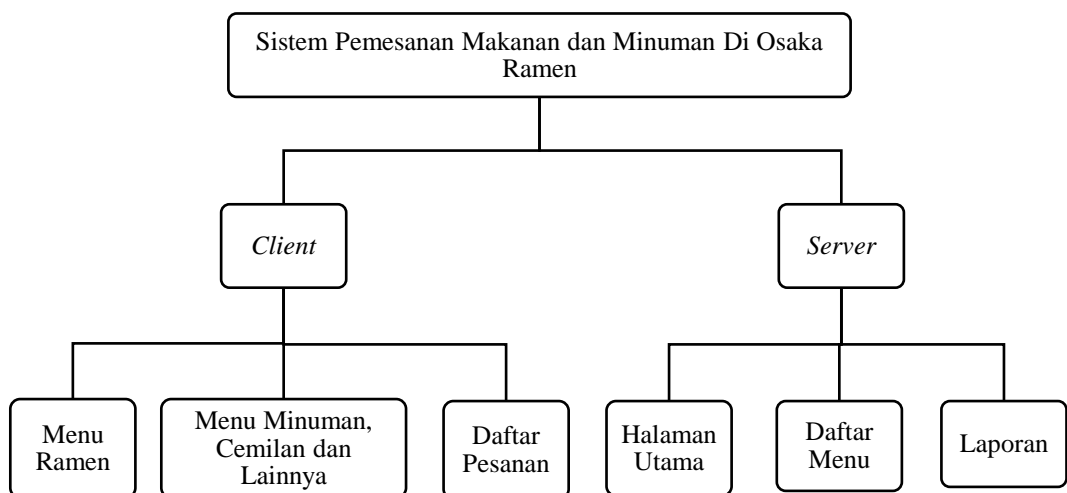 Sistem Pemesanan Makanan dan Minuman Di Osaka
Ramen
Client
Server
Menu
Ramen
Menu Minuman,
Cemilan dan
Lainnya
Daftar
Pesanan
Halaman
Utama
Daftar
Menu
Laporan